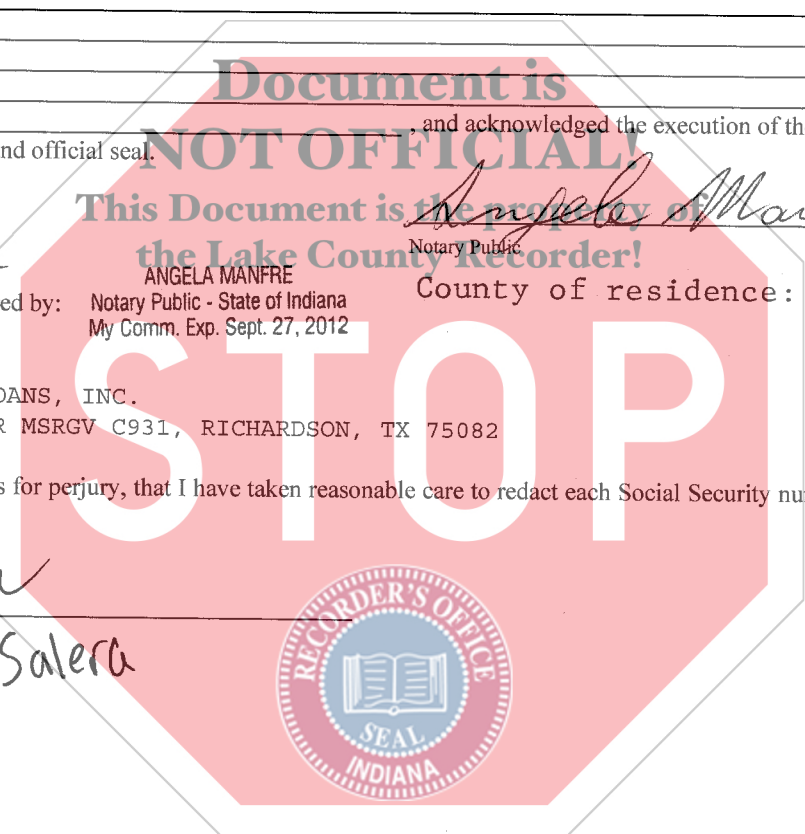 Document is
, and acknowledged the execution of th
nd official seal.
NOT OFFICIAL!
This Document is the property of
Angela Man
the Lake County Recorder!
Notary Public
ANGELA MANFRE
ed by: Notary Public - State of Indiana
County of residence:
My Comm. Exp. Sept. 27, 2012
STOP
OANS, INC.
R MSRGV C931, RICHARDSON, TX 75082
s for perjury, that I have taken reasonable care to redact each Social Security nu
Salera
RECORDER'S OFFICE
SEAL
INDIANA